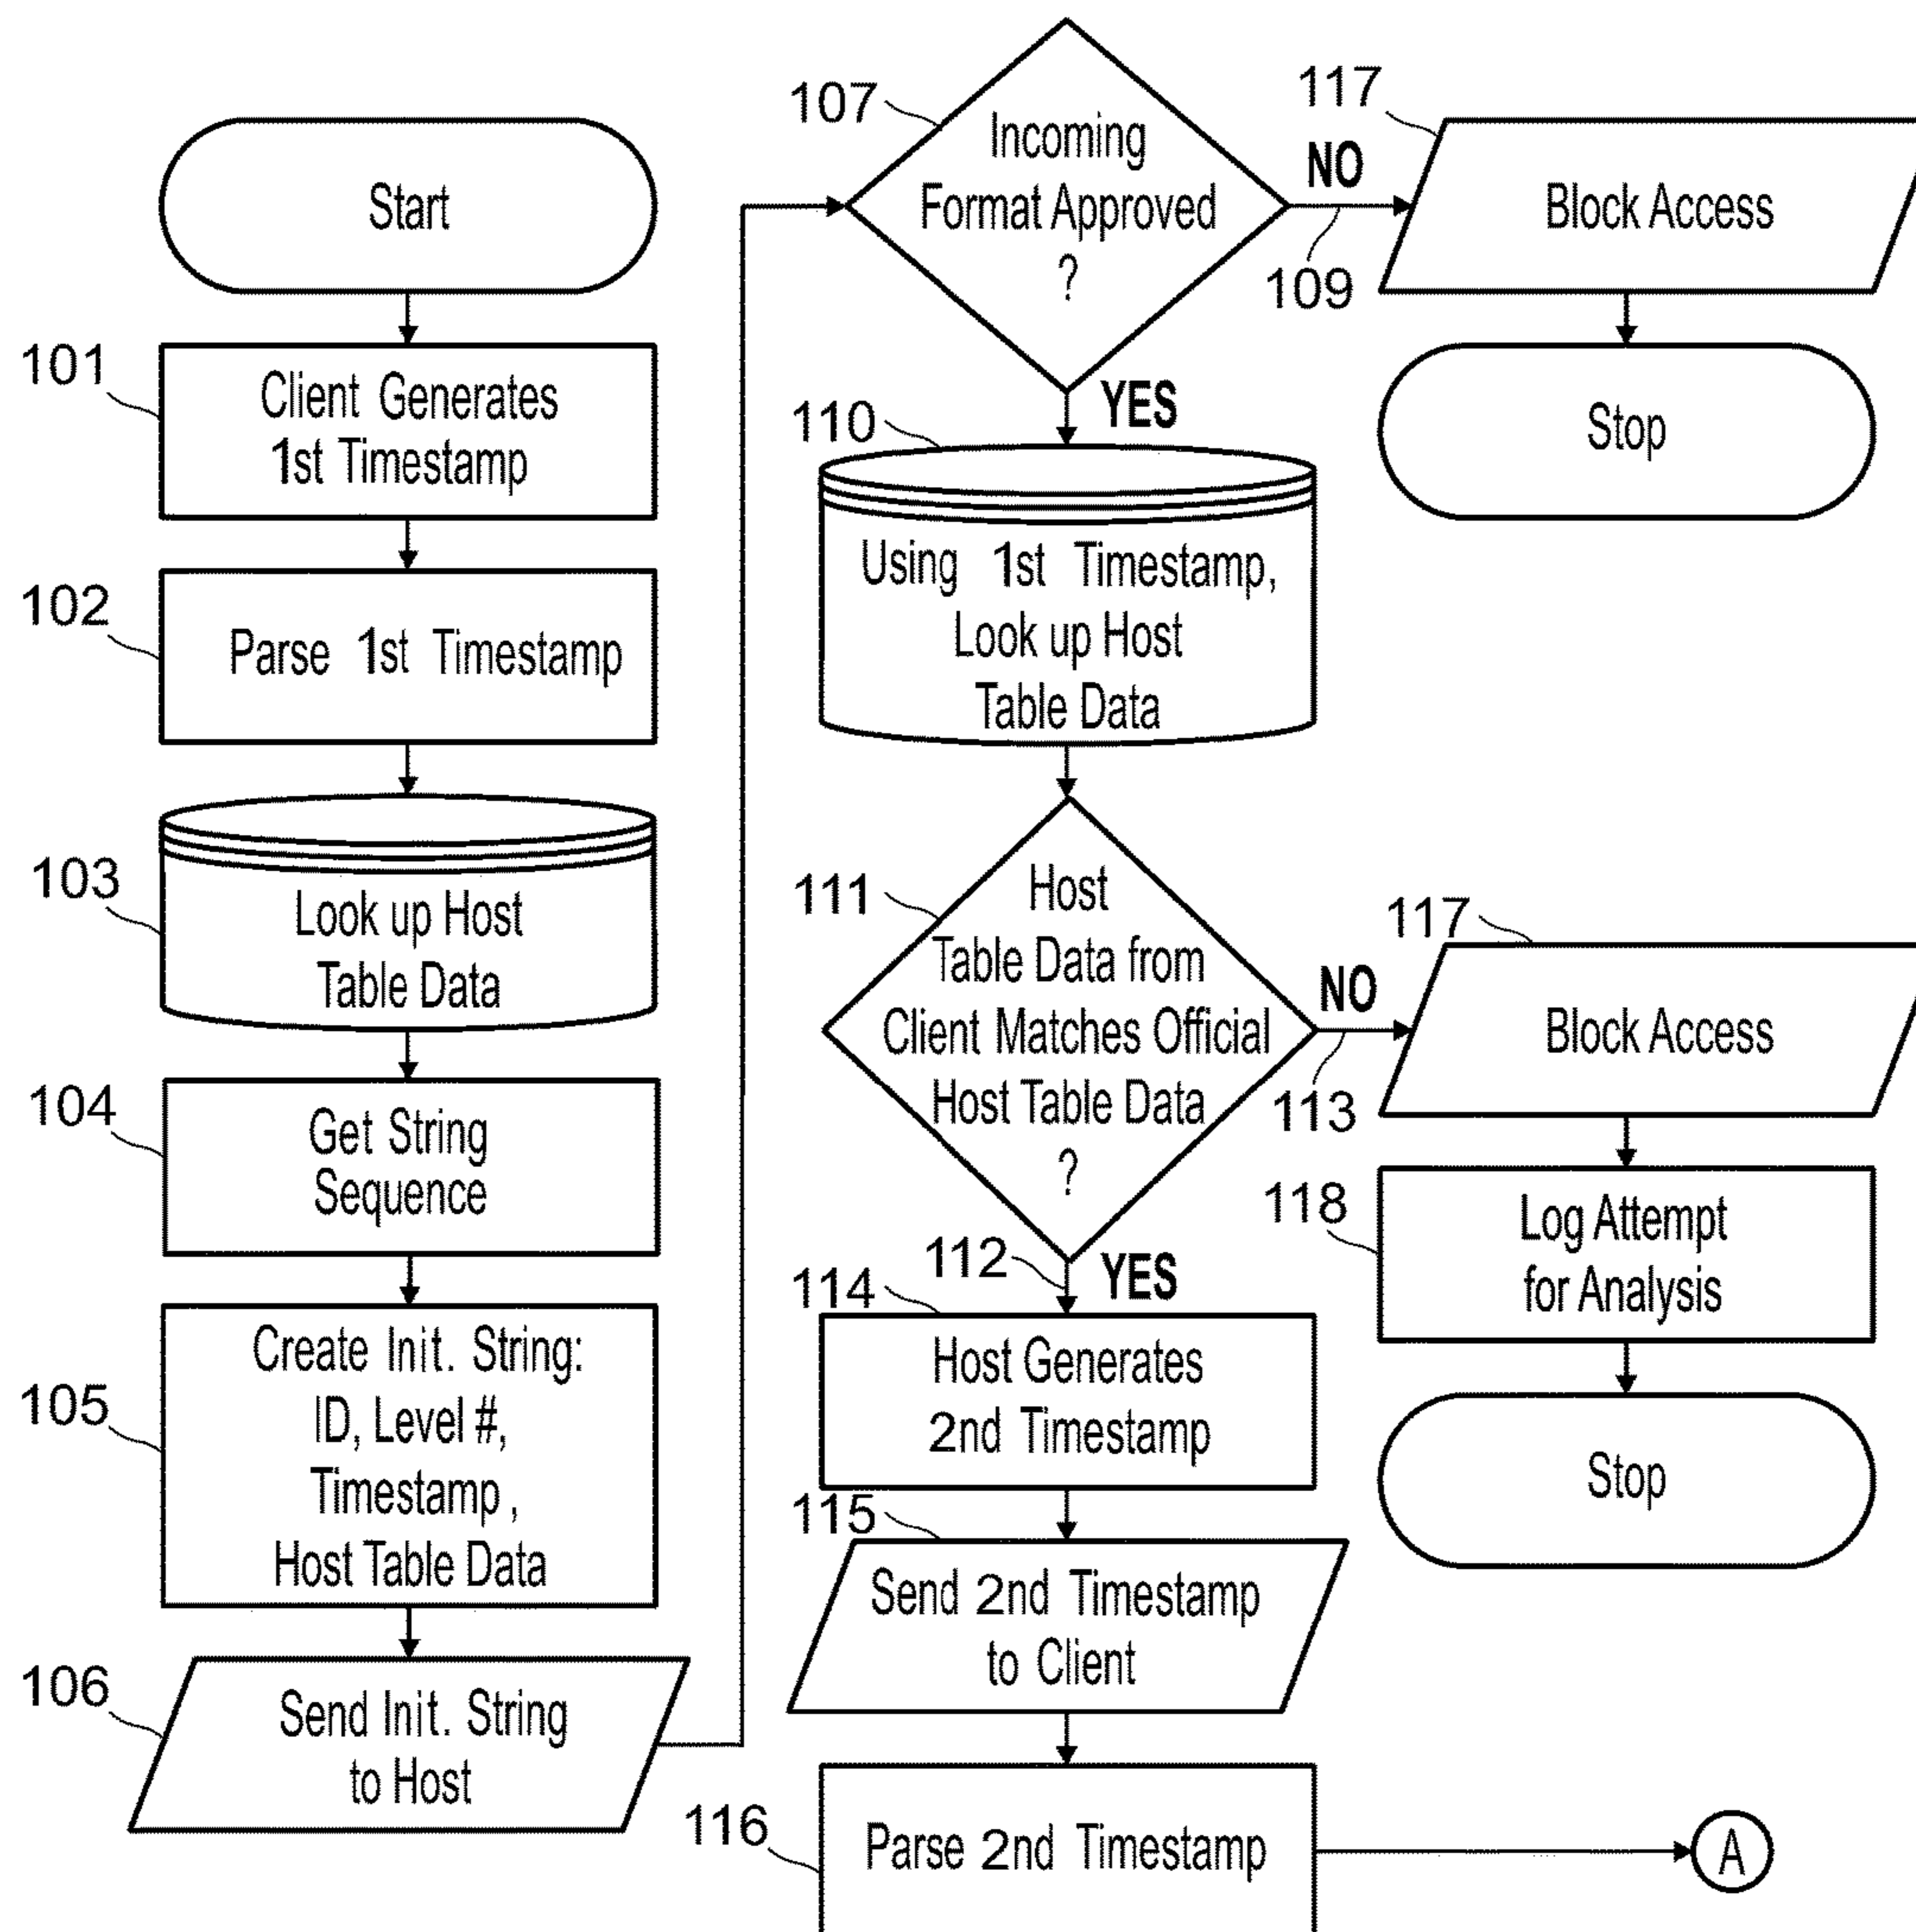 Start
101
Client Generates
1st Timestamp
102
Parse 1st Timestamp
103
Look up Host
Table Data
104
Get String
Sequence
105
Create Init. String:
ID, Level #,
Timestamp ,
Host Table Data
106
Send Init. String
to Host
107
Incoming
Format Approved
?
NO
109
117
Block Access
Stop
YES
110
Using 1st Timestamp,
Look up Host
Table Data
111
Host
Table Data from
Client Matches Official
Host Table Data
?
NO
113
117
Block Access
118
Log Attempt
for Analysis
Stop
112
YES
114
Host Generates
2nd Timestamp
115
Send 2nd Timestamp
to Client
116
Parse 2nd Timestamp
A